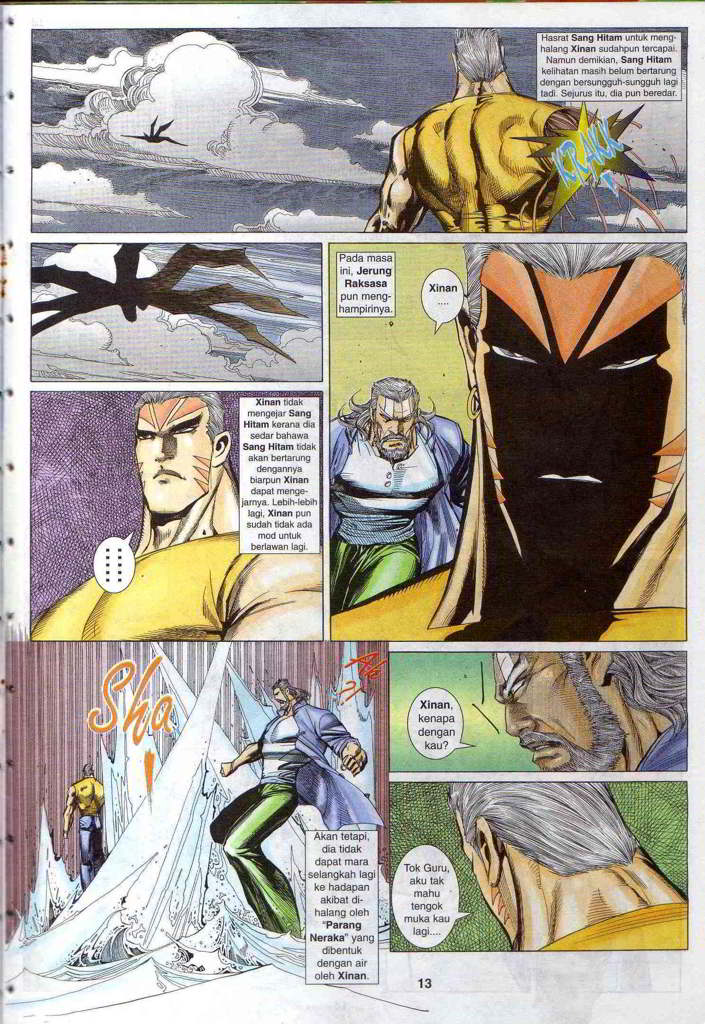 Hasrat Sang Hitam untuk meng-
halang Xinan sudahpun tercapai.
Namun demikian, Sang Hitam
kelihatan masih belum bertarung
dengan bersungguh-sungguh lagi
tadi. Sejurus itu, dia pun beredar.
KRAKK
!
Pada masa
ini, Jerung
Raksasa
pun meng-
hampirinya.
Xinan
....
Xinan tidak
mengejar Sang
Hitam kerana dia
sedar bahawa
Sang Hitam tidak
akan bertarung
dengannya
biarpun Xinan
dapat menge-
jarnya. Lebih-lebih
lagi, Xinan pun
sudah tidak ada
mod untuk
berlawan lagi.
Sha
!
Akan tetapi,
dia tidak
dapat mara
selangkah lagi
ke hadapan
akibat di-
halang oleh
"Parang
Neraka" yang
dibentuk
dengan air
oleh Xinan.
Xinan,
kenapa
dengan
kau?
Tok Guru,
aku tak
mahu
tengok
muka kau
lagi....
13